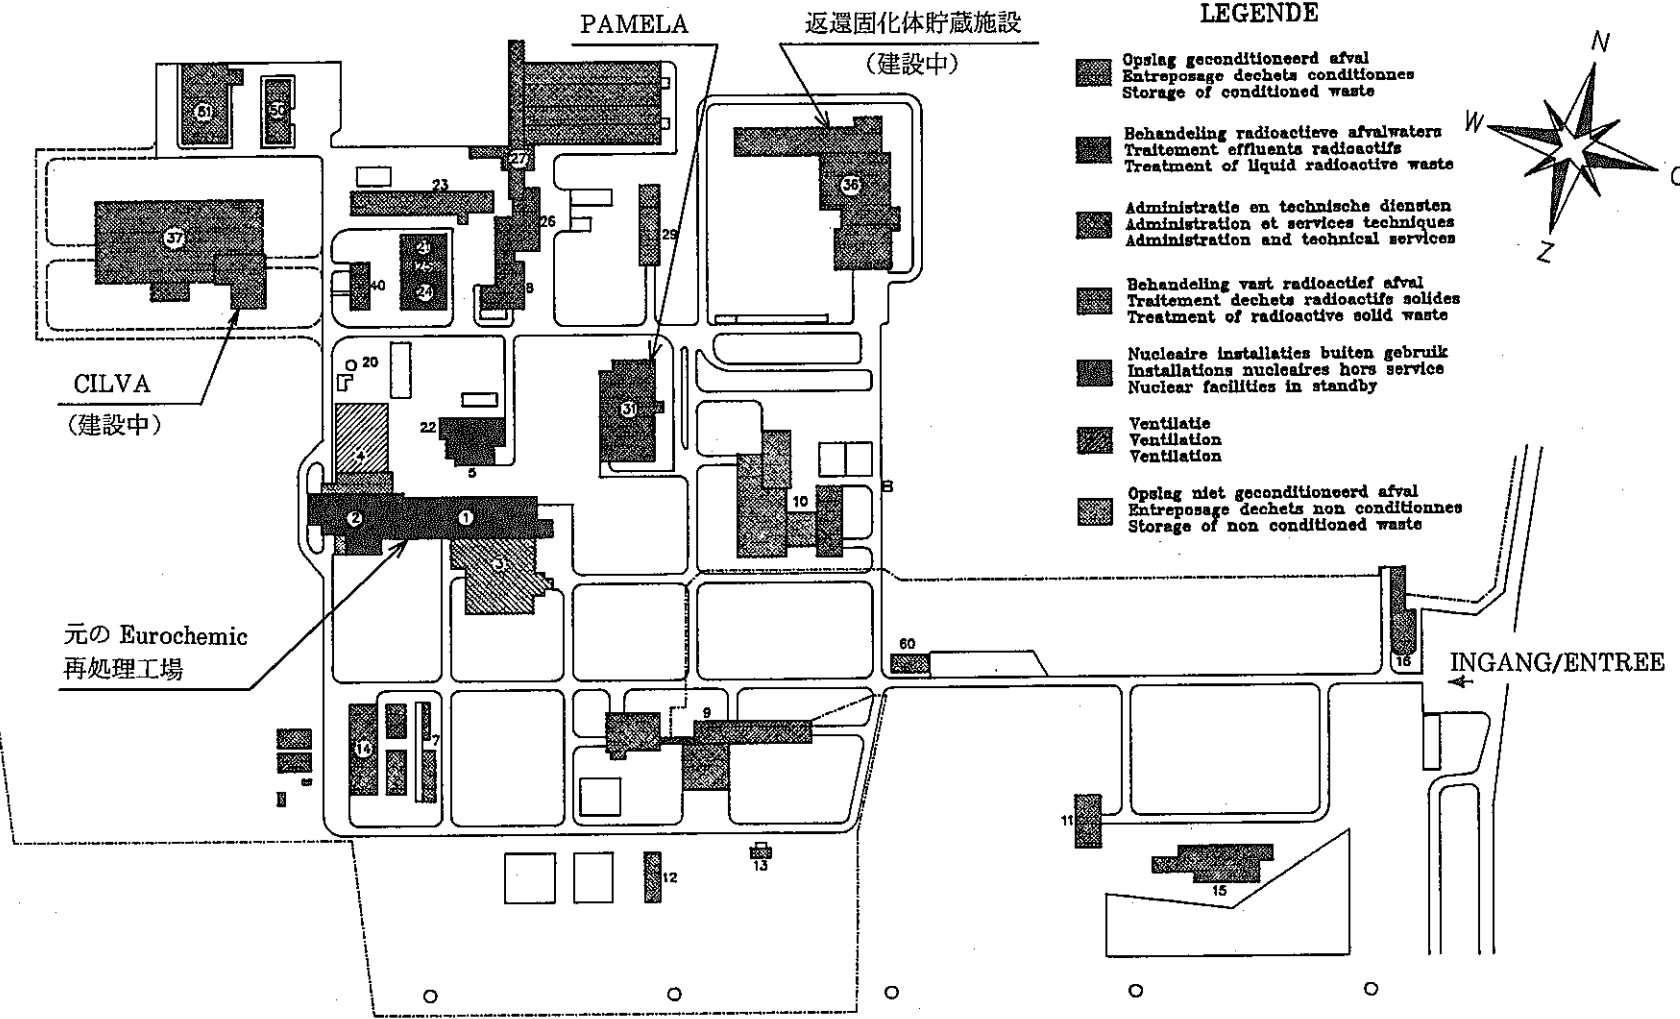 PAMELA
返還固化体貯蔵施設
(建設中)
LEGENDE
Opslag geconditioneerd afval
Entreposage dechets conditionnes
Storage of conditioned waste
Behandeling radioactieve afvalwaters
Traitement effluents radioactifs
Treatment of liquid radioactive waste
Administratie en technische diensten
Administration et services techniques
Administration and technical services
Behandeling vast radioactief afval
Traitement dechets radioactifs solides
Treatment of radioactive solid waste
Nucleaire installaties buiten gebruik
Installations nucleaires hors service
Nuclear facilities in standby
Ventilatie
Ventilation
Ventilation
Opslag niet geconditioneerd afval
Entreposage dechets non conditionnes
Storage of non conditioned waste
N
W
O
Z
51
50
27
23
26
36
37
21
25
24
40
8
29
20
CILVA
(建設中)
31
22
5
4
2
1
3
10
B
元の Eurochemic
再処理工場
60
16
INGANG/ENTREE
9
14
7
11
12
13
15